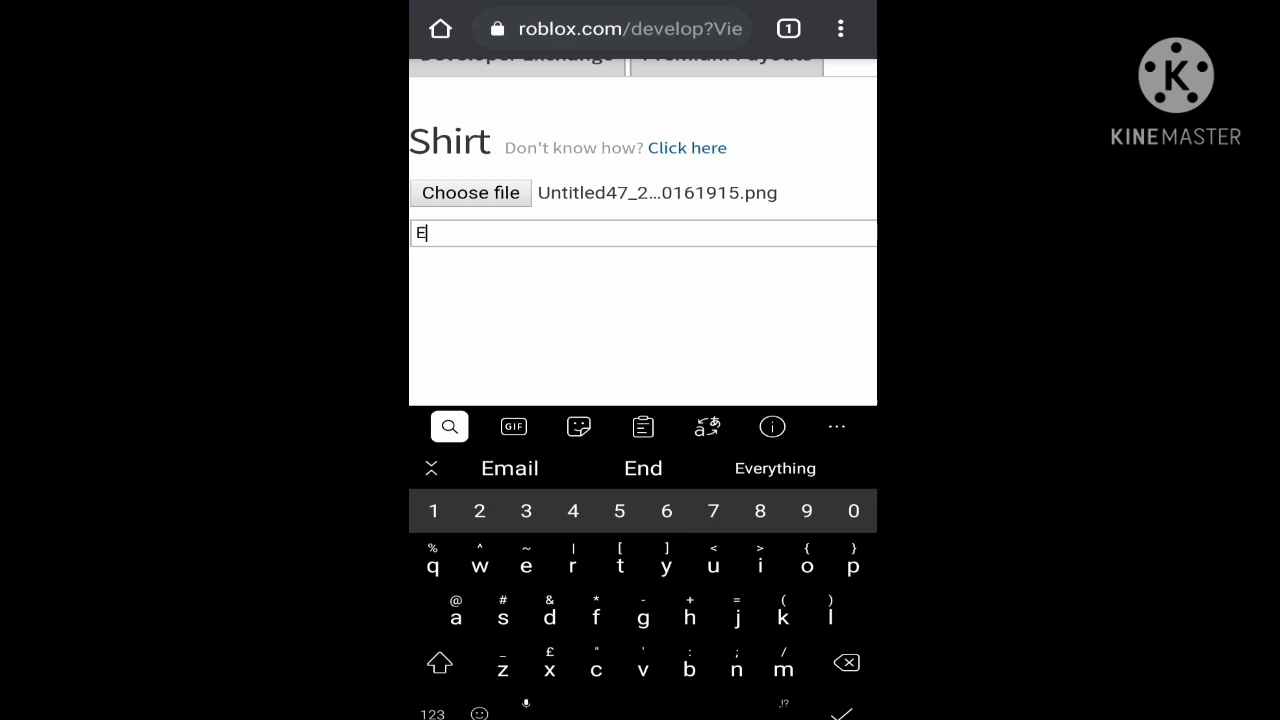 roblox.com/develop?Vie
1
K
KINEMASTER
Developer Exchange Premium Payouts
Shirt Don't know how? Click here
Choose file Untitled47_2...0161915.png
E
GIF
Email End Everything
1 2 3 4 5 6 7 8 9 0
% ^ ~ | [ ] < > { }
q w e r t y u i o p
@ # & * - + = ( )
a s d f g h j k l
_ £ " ' : ; /
z x c v b n m
,!?
123